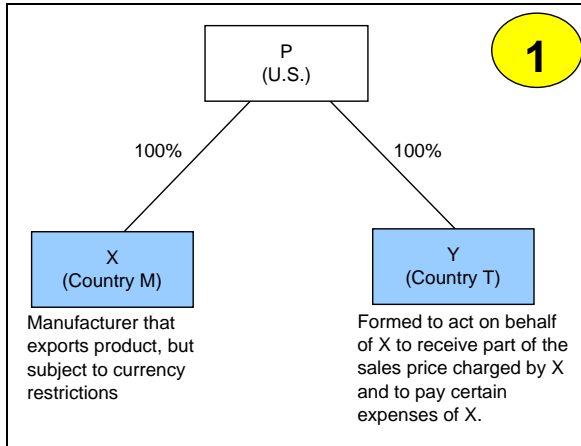 P
(U.S.)
1
100%
100%
X
(Country M)
Y
(Country T)
Manufacturer that
exports product, but
subject to currency
restrictions
Formed to act on behalf
of X to receive part of the
sales price charged by X
and to pay certain
expenses of X.